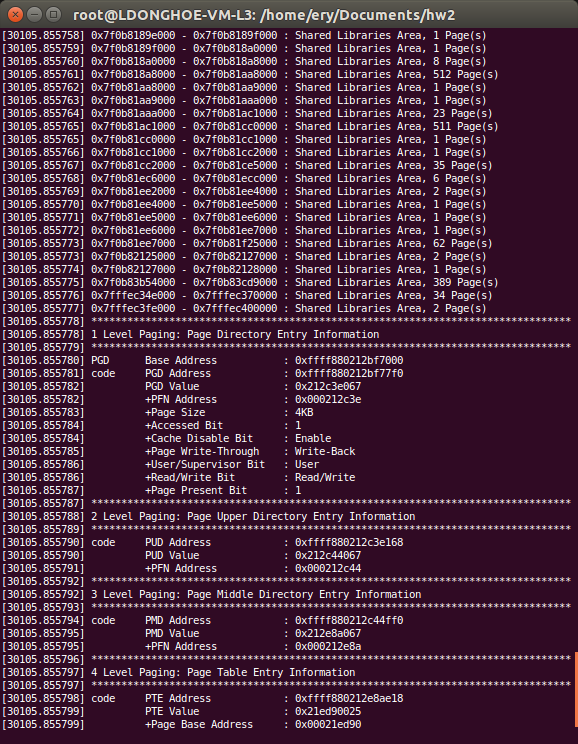 root@LDONGHOE-VM-L3: /home/ery/Documents/hw2
[30105.855758] 0x7f0b8189e000 - 0x7f0b8189f000 : Shared Libraries Area, 1 Page(s)
[30105.855759] 0x7f0b8189f000 - 0x7f0b818a0000 : Shared Libraries Area, 1 Page(s)
[30105.855760] 0x7f0b818a0000 - 0x7f0b818a8000 : Shared Libraries Area, 8 Page(s)
[30105.855761] 0x7f0b818a8000 - 0x7f0b81aa8000 : Shared Libraries Area, 512 Page(s)
[30105.855762] 0x7f0b81aa8000 - 0x7f0b81aa9000 : Shared Libraries Area, 1 Page(s)
[30105.855763] 0x7f0b81aa9000 - 0x7f0b81aaa000 : Shared Libraries Area, 1 Page(s)
[30105.855764] 0x7f0b81aaa000 - 0x7f0b81ac1000 : Shared Libraries Area, 23 Page(s)
[30105.855765] 0x7f0b81ac1000 - 0x7f0b81cc0000 : Shared Libraries Area, 511 Page(s)
[30105.855765] 0x7f0b81cc0000 - 0x7f0b81cc1000 : Shared Libraries Area, 1 Page(s)
[30105.855766] 0x7f0b81cc1000 - 0x7f0b81cc2000 : Shared Libraries Area, 1 Page(s)
[30105.855767] 0x7f0b81cc2000 - 0x7f0b81ce5000 : Shared Libraries Area, 35 Page(s)
[30105.855768] 0x7f0b81ec6000 - 0x7f0b81ecc000 : Shared Libraries Area, 6 Page(s)
[30105.855769] 0x7f0b81ee2000 - 0x7f0b81ee4000 : Shared Libraries Area, 2 Page(s)
[30105.855770] 0x7f0b81ee4000 - 0x7f0b81ee5000 : Shared Libraries Area, 1 Page(s)
[30105.855771] 0x7f0b81ee5000 - 0x7f0b81ee6000 : Shared Libraries Area, 1 Page(s)
[30105.855772] 0x7f0b81ee6000 - 0x7f0b81ee7000 : Shared Libraries Area, 1 Page(s)
[30105.855773] 0x7f0b81ee7000 - 0x7f0b81f25000 : Shared Libraries Area, 62 Page(s)
[30105.855773] 0x7f0b82125000 - 0x7f0b82127000 : Shared Libraries Area, 2 Page(s)
[30105.855774] 0x7f0b82127000 - 0x7f0b82128000 : Shared Libraries Area, 1 Page(s)
[30105.855775] 0x7f0b83b54000 - 0x7f0b83cd9000 : Shared Libraries Area, 389 Page(s)
[30105.855776] 0x7fffec34e000 - 0x7fffec370000 : Shared Libraries Area, 34 Page(s)
[30105.855777] 0x7fffec3fe000 - 0x7fffec400000 : Shared Libraries Area, 2 Page(s)
[30105.855778] ********************************************************************************
[30105.855778] 1 Level Paging: Page Directory Entry Information
[30105.855779] ********************************************************************************
[30105.855780] PGD      Base Address           : 0xffff880212bf7000
[30105.855781] code     PGD Address            : 0xffff880212bf77f0
[30105.855782]          PGD Value              : 0x212c3e067
[30105.855782]          +PFN Address           : 0x000212c3e
[30105.855783]          +Page Size             : 4KB
[30105.855784]          +Accessed Bit          : 1
[30105.855784]          +Cache Disable Bit     : Enable
[30105.855785]          +Page Write-Through    : Write-Back
[30105.855786]          +User/Supervisor Bit   : User
[30105.855786]          +Read/Write Bit        : Read/Write
[30105.855787]          +Page Present Bit      : 1
[30105.855787] ********************************************************************************
[30105.855788] 2 Level Paging: Page Upper Directory Entry Information
[30105.855789] ********************************************************************************
[30105.855790] code     PUD Address            : 0xffff880212c3e168
[30105.855790]          PUD Value              : 0x212c44067
[30105.855791]          +PFN Address           : 0x000212c44
[30105.855792] ********************************************************************************
[30105.855792] 3 Level Paging: Page Middle Directory Entry Information
[30105.855793] ********************************************************************************
[30105.855794] code     PMD Address            : 0xffff880212c44ff0
[30105.855795]          PMD Value              : 0x212e8a067
[30105.855795]          +PFN Address           : 0x000212e8a
[30105.855796] ********************************************************************************
[30105.855797] 4 Level Paging: Page Table Entry Information
[30105.855797] ********************************************************************************
[30105.855798] code     PTE Address            : 0xffff880212e8ae18
[30105.855799]          PTE Value              : 0x21ed90025
[30105.855799]          +Page Base Address     : 0x00021ed90